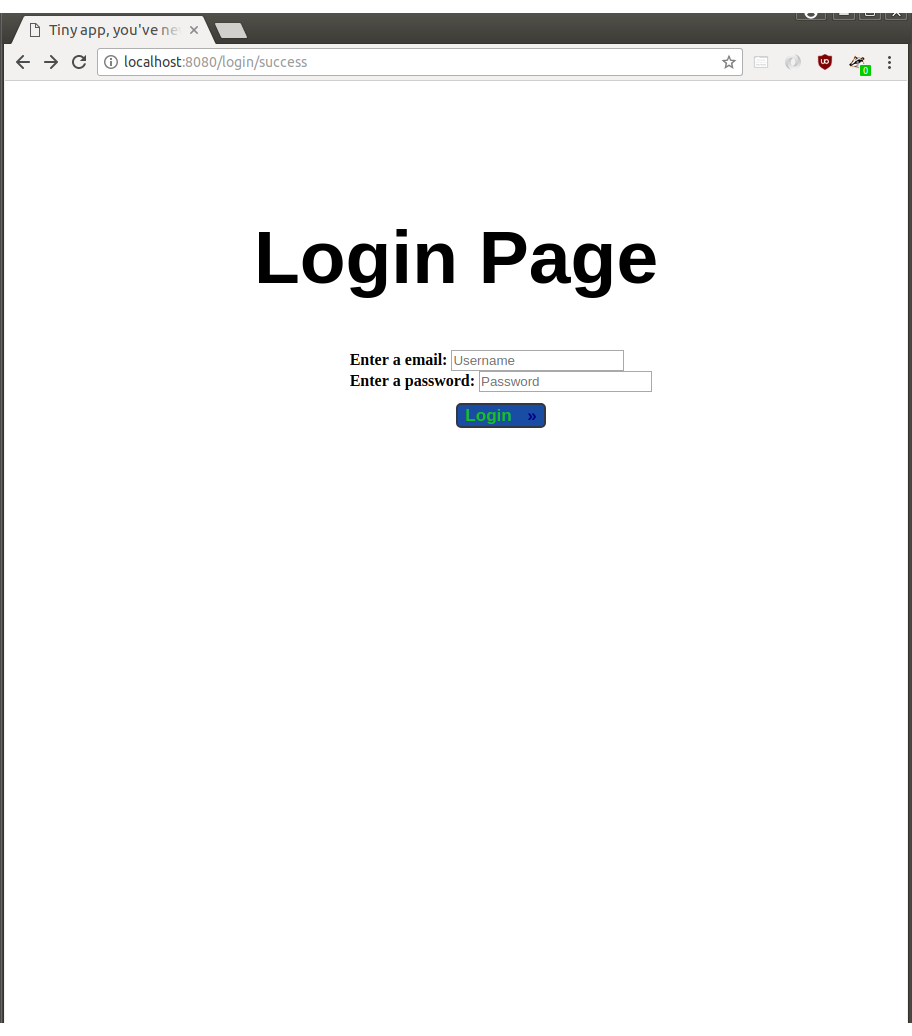 Tiny app, you've ne
localhost:8080/login/success
0
Login Page
Enter a email: Username
Enter a password: Password
Login »